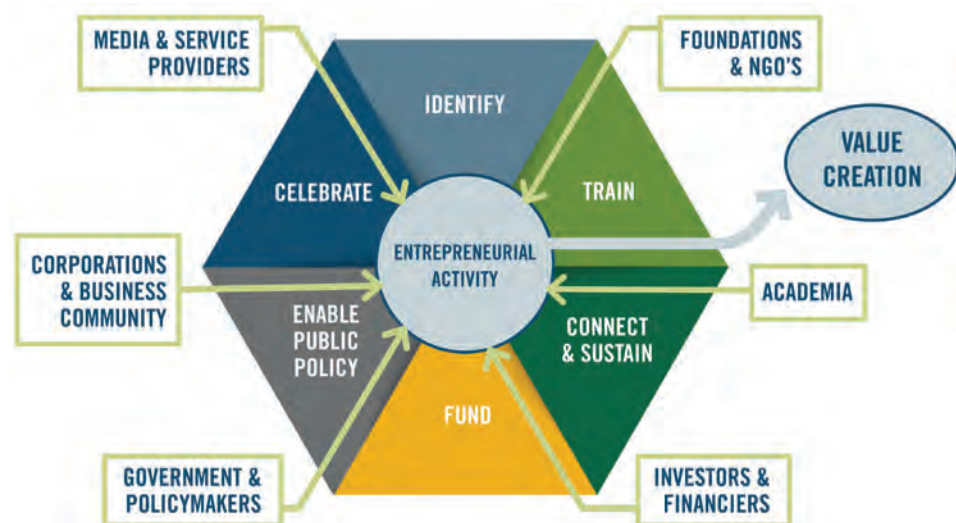 MEDIA & SERVICE
PROVIDERS
FOUNDATIONS
& NGO'S
IDENTIFY
VALUE
CREATION
CELEBRATE
TRAIN
ENTREPRENEURIAL
ACTIVITY
CORPORATIONS
& BUSINESS
COMMUNITY
ACADEMIA
ENABLE
PUBLIC
POLICY
CONNECT
& SUSTAIN
FUND
GOVERNMENT &
POLICYMAKERS
INVESTORS &
FINANCIERS